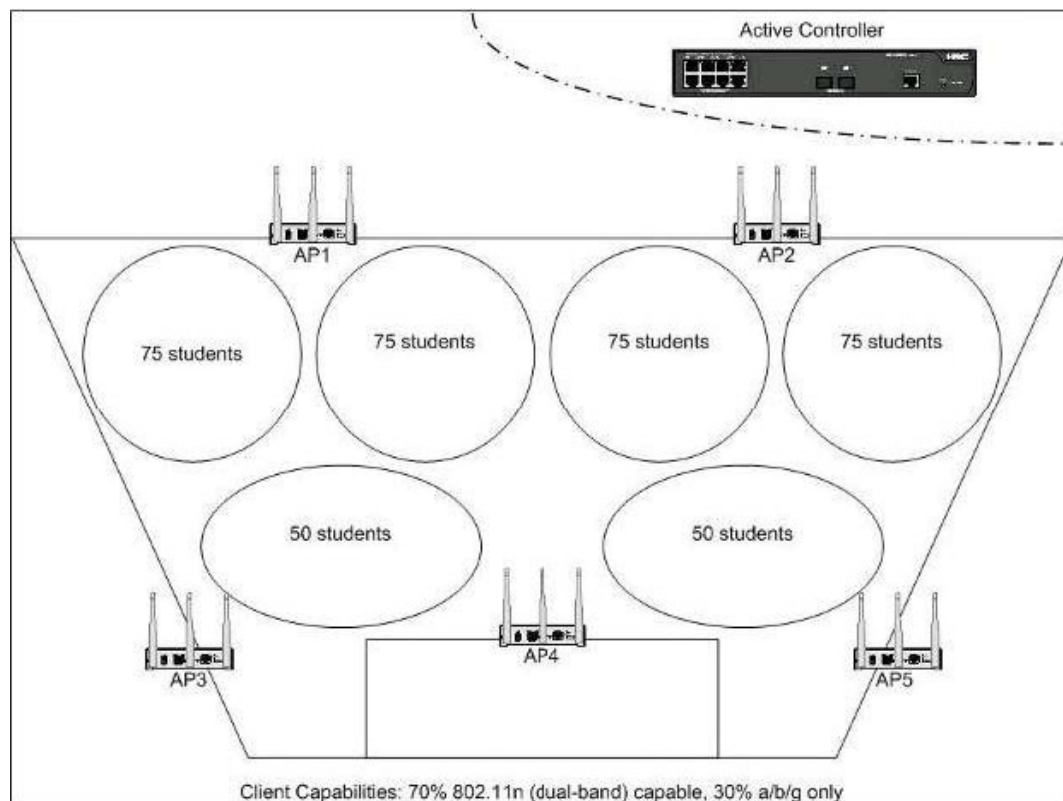 Active Controller
H3C
AP1
AP2
75 students
75 students
75 students
75 students
50 students
50 students
AP3
AP4
AP5
Client Capabilities: 70% 802.11n (dual-band) capable, 30% a/b/g only